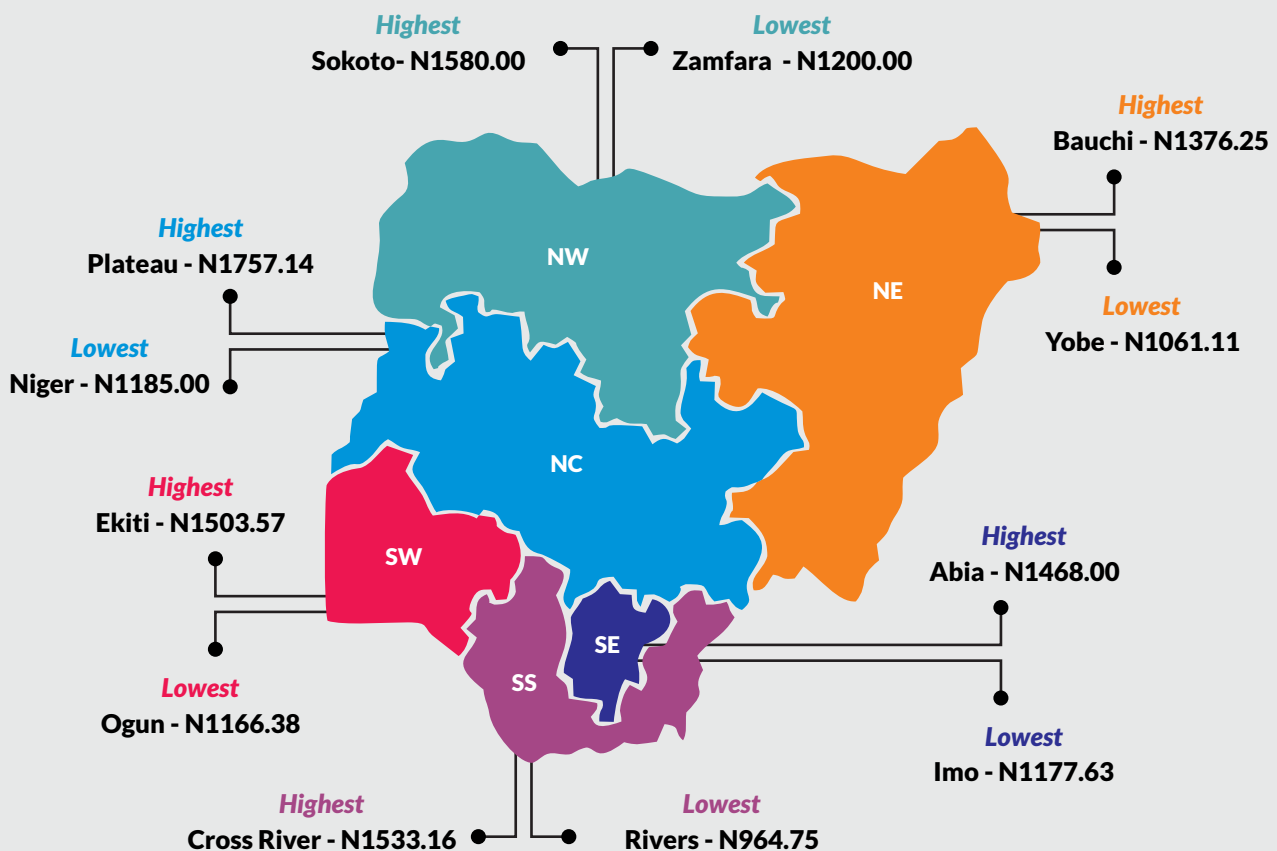 Highest
Sokoto- N1580.00
Lowest
Zamfara - N1200.00
Highest
Bauchi - N1376.25
Lowest
Yobe - N1061.11
Highest
Plateau - N1757.14
Lowest
Niger - N1185.00
NW
NE
NC
SW
SE
SS
Highest
Ekiti - N1503.57
Lowest
Ogun - N1166.38
Highest
Abia - N1468.00
Lowest
Imo - N1177.63
Highest
Cross River - N1533.16
Lowest
Rivers - N964.75